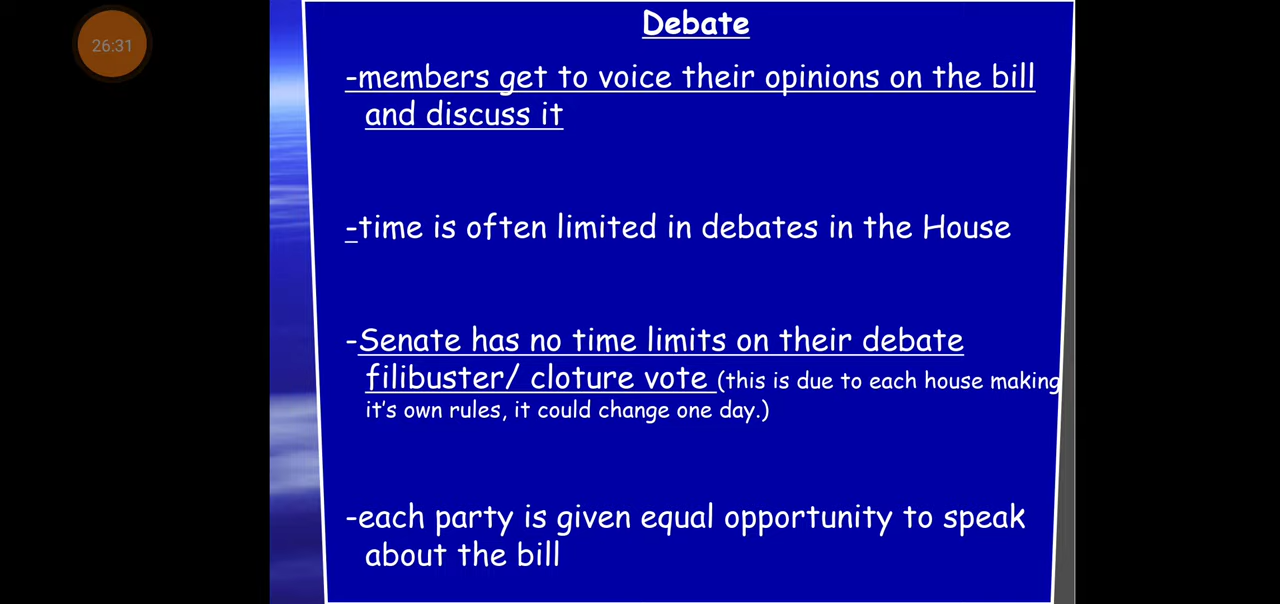 26:31
Debate
-members get to voice their opinions on the bill
and discuss it
-time is often limited in debates in the House
-Senate has no time limits on their debate
filibuster/ cloture vote (this is due to each house making
it's own rules, it could change one day.)
-each party is given equal opportunity to speak
about the bill